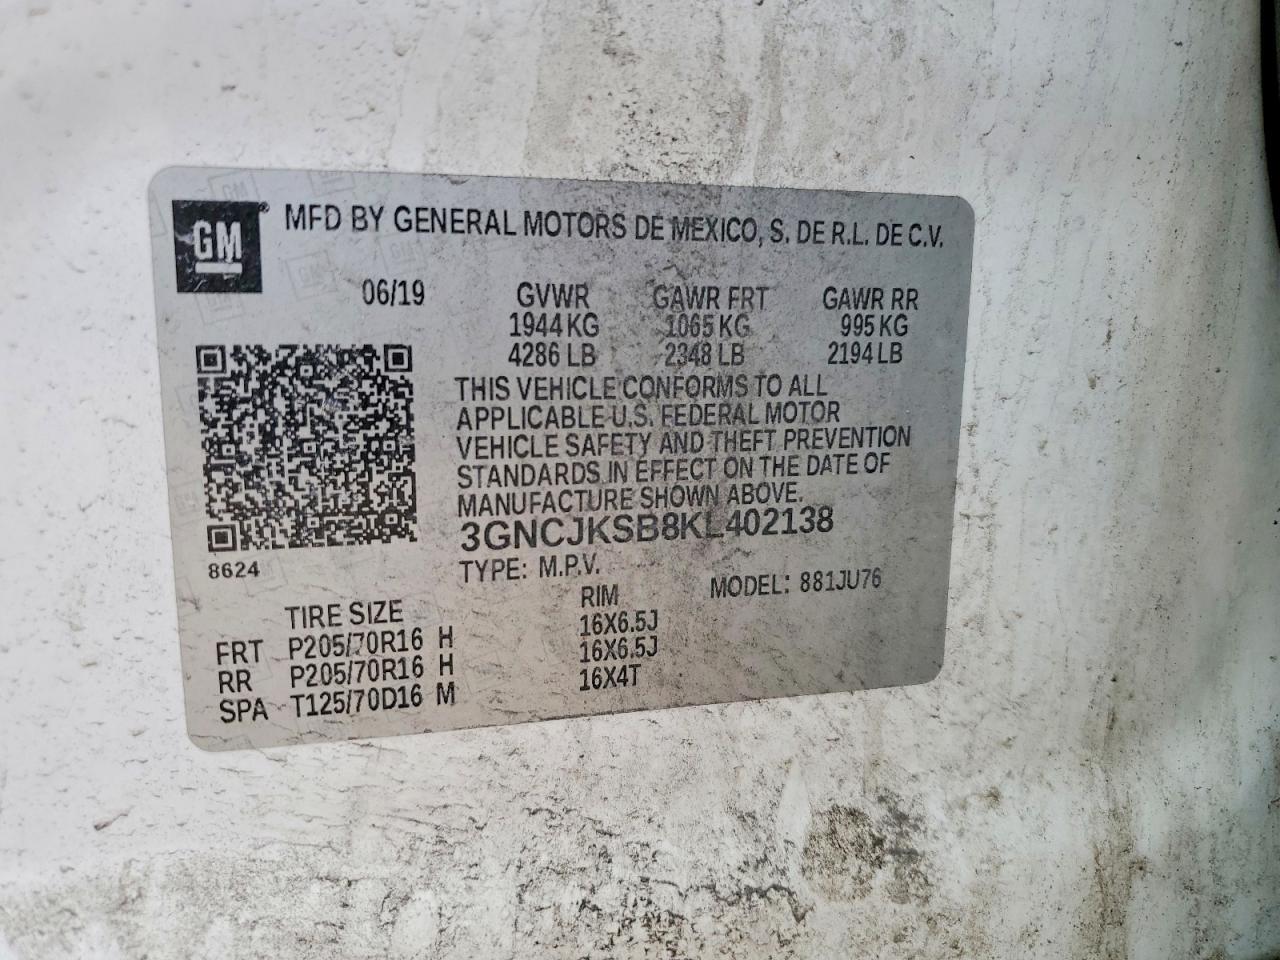 GM® MFD BY GENERAL MOTORS DE MEXICO, S. DE R.L. DE C.V.
06/19 GVWR GAWR FRT GAWR RR
1944 KG 1065 KG 995 KG
4286 LB 2348 LB 2194 LB
THIS VEHICLE CONFORMS TO ALL
APPLICABLE U.S. FEDERAL MOTOR
VEHICLE SAFETY AND THEFT PREVENTION
STANDARDS IN EFFECT ON THE DATE OF
MANUFACTURE SHOWN ABOVE.
3GNCJKSB8KL402138
8624
TYPE: M.P.V. MODEL: 881JU76
TIRE SIZE RIM
FRT P205/70R16 H 16X6.5J
RR P205/70R16 H 16X6.5J
SPA T125/70D16 M 16X4T